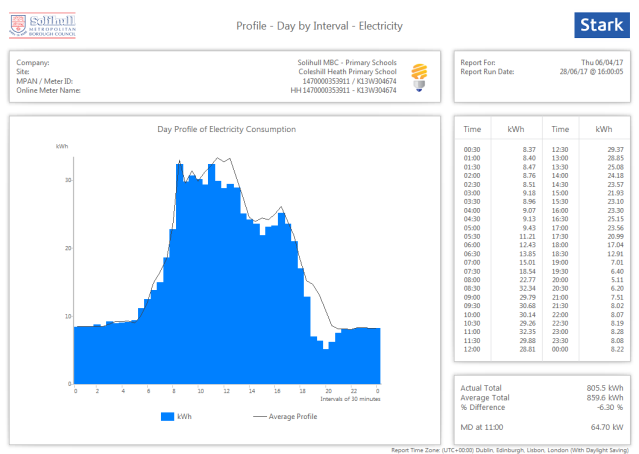 Solihull
METROPOLITAN
BOROUGH COUNCIL
Profile - Day by Interval - Electricity
Stark
Company: Solihull MBC - Primary Schools
Site: Coleshill Heath Primary School
MPAN / Meter ID: 1470000353911 / K13W304674
Online Meter Name: HH 1470000353911 - K13W304674
Report For: Thu 06/04/17
Report Run Date: 28/06/17 @ 16:00:05
Day Profile of Electricity Consumption
kWh
30
20
10
0
0 2 4 6 8 10 12 14 16 18 20 22 0
Intervals of 30 minutes
kWh Average Profile
Time kWh Time kWh
00:30 8.37 12:30 29.37
01:00 8.40 13:00 28.85
01:30 8.47 13:30 25.08
02:00 8.76 14:00 24.18
02:30 8.51 14:30 23.57
03:00 9.18 15:00 21.93
03:30 8.96 15:30 23.10
04:00 9.07 16:00 23.30
04:30 9.13 16:30 25.15
05:00 9.43 17:00 23.56
05:30 11.21 17:30 20.99
06:00 12.43 18:00 17.04
06:30 13.85 18:30 12.91
07:00 15.01 19:00 7.01
07:30 18.54 19:30 6.40
08:00 22.77 20:00 5.11
08:30 32.34 20:30 6.20
09:00 29.79 21:00 7.51
09:30 30.68 21:30 8.02
10:00 30.14 22:00 8.07
10:30 29.26 22:30 8.19
11:00 32.35 23:00 8.28
11:30 29.88 23:30 8.08
12:00 28.81 00:00 8.22
Actual Total 805.5 kWh
Average Total 859.6 kWh
% Difference -6.30 %
MD at 11:00 64.70 kW
Report Time Zone: (UTC+00:00) Dublin, Edinburgh, Lisbon, London (With Daylight Saving)